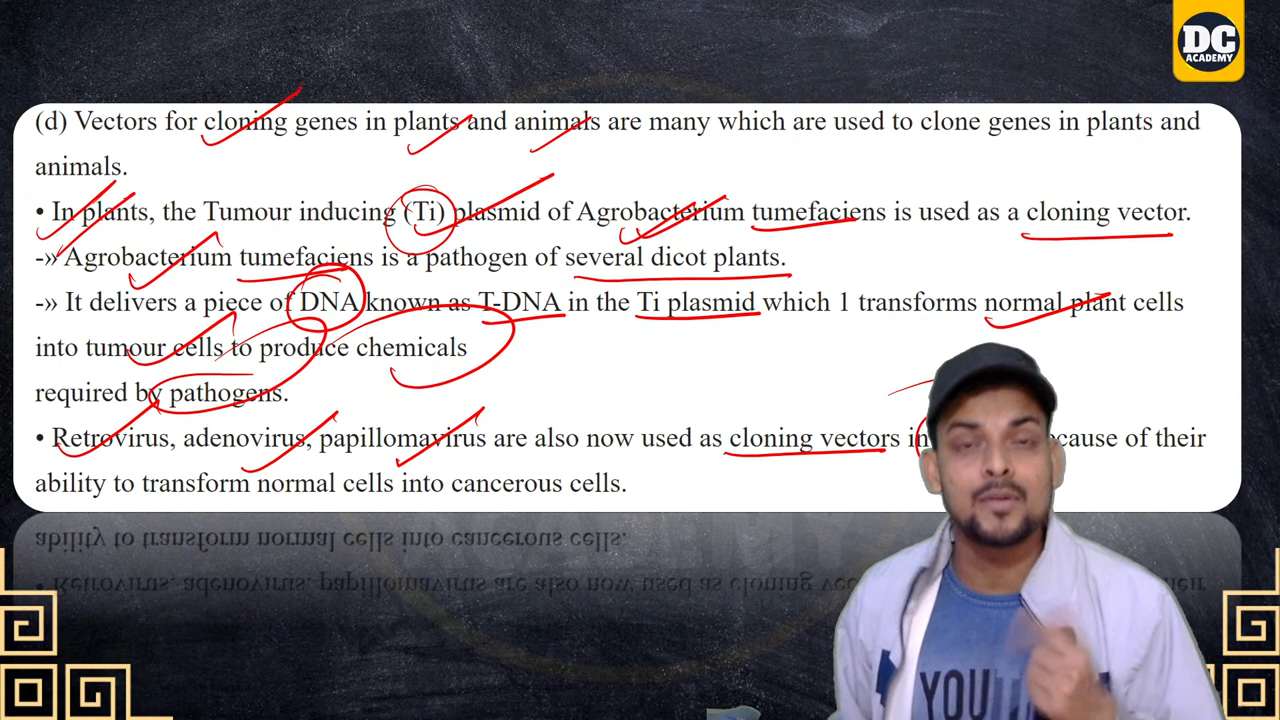 DC
ACADEMY
(d) Vectors for cloning genes in plants and animals are many which are used to clone genes in plants and
animals.
• In plants, the Tumour inducing (Ti) plasmid of Agrobacterium tumefaciens is used as a cloning vector.
-» Agrobacterium tumefaciens is a pathogen of several dicot plants.
-» It delivers a piece of DNA known as T-DNA in the Ti plasmid which 1 transforms normal plant cells
into tumour cells to produce chemicals
required by pathogens.
• Retrovirus, adenovirus, papillomavirus are also now used as cloning vectors in because of their
ability to transform normal cells into cancerous cells.
YOU